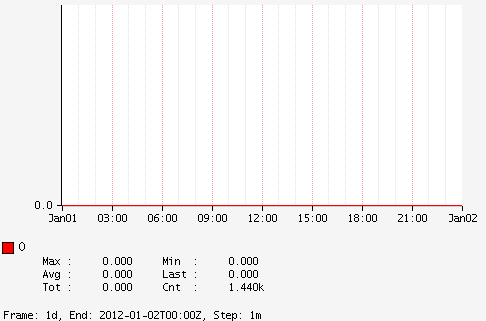 0.0
Jan01 03:00 06:00 09:00 12:00 15:00 18:00 21:00 Jan02
0
Max : 0.000 Min : 0.000
Avg : 0.000 Last : 0.000
Tot : 0.000 Cnt : 1.440k
Frame: 1d, End: 2012-01-02T00:00Z, Step: 1m